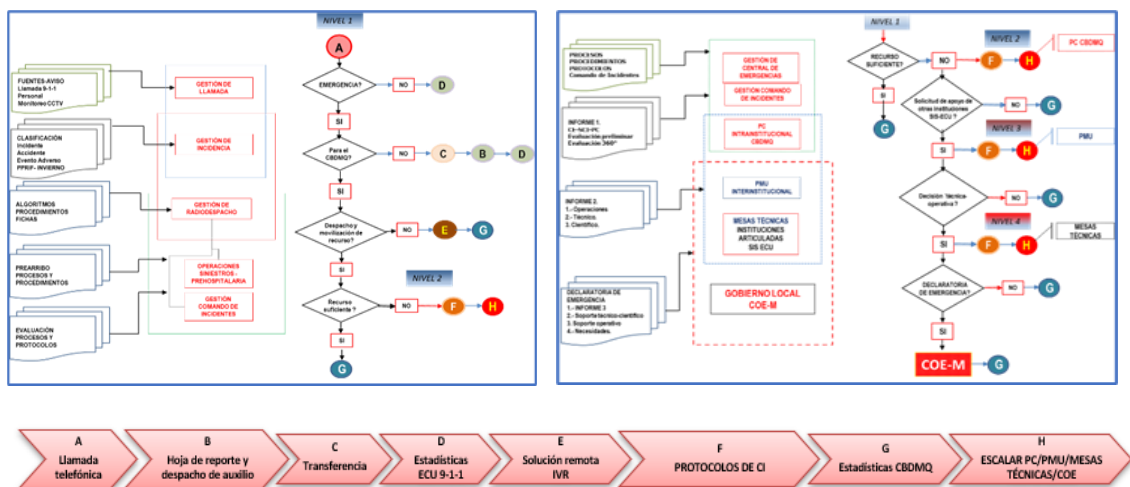 NIVEL 1
A
FUENTES-AVISO
Llamada 9-1-1
Personal
Monitoreo CCTV
GESTIÓN DE
LLAMADA
EMERGENCIA?
NO
D
SI
CLASIFICACIÓN
Incidente
Accidente
Evento Adverso
PPRIF- INVIERNO
GESTIÓN DE
INCIDENCIA
Para el
CBDMQ?
NO
C
B
D
SI
ALGORITMOS
PROCEDIMIENTOS
FICHAS
GESTIÓN DE
RADIODESPACHO
Despacho y
movilización de
recurso?
NO
E
G
SI
PREARRIBO
PROCESOS Y
PROCEDIMIENTOS
OPERACIONES
SINIESTROS -
PREHOSPITALARIA
GESTIÓN
COMANDO DE
INCIDENTES
NIVEL 2
Recurso
suficiente ?
NO
F
H
EVALUACIÓN
PROCESOS Y
PROTOCOLOS
SI
G
PROCESOS
PROCEDIMIENTOS
PROTOCOLOS
Comando de Incidentes
GESTIÓN DE
CENTRAL DE
EMERGENCIAS
GESTIÓN COMANDO
DE INCIDENTES
INFORME 1.
CE-SCI-PC
Evaluación preliminar
Evaluación 360°
PC
INTRAINSTITUCIONAL
CBDMQ
INFORME 2.
1.- Operaciones
2.- Técnico.
3. Científico.
PMU
INTERINSTITUCIONAL
MESAS TÉCNICAS
INSTITUCIONES
ARTICULADAS
SIS ECU
DECLARATORIA DE
EMERGENCIA
1.- INFORME 3
2.- Soporte técnico-científico
3. Soporte operativo
4.- Necesidades.
GOBIERNO LOCAL
COE-M
NIVEL 1
RECURSO
SUFICIENTE?
NO
NIVEL 2
F
H
PC CBDMQ
SI
G
Solicitud de apoyo de
otras instituciones
SIS-ECU ?
NO
G
NIVEL 3
SI
F
H
PMU
Decisión Técnica-
operativa ?
NO
G
NIVEL 4
SI
F
H
MESAS
TÉCNICAS
DECLARATORIA
DE EMERGENCIA?
NO
G
SI
COE-M
G
A
Llamada
telefónica
B
Hoja de reporte y
despacho de auxilio
C
Transferencia
D
Estadísticas
ECU 9-1-1
E
Solución remota
IVR
F
PROTOCOLOS DE CI
G
Estadísticas CBDMQ
H
ESCALAR PC/PMU/MESAS
TÉCNICAS/COE